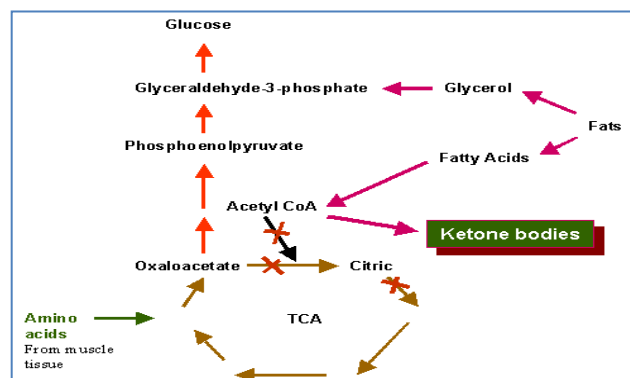 Glucose
Glyceraldehyde-3-phosphate
Glycerol
Fats
Phosphoenolpyruvate
Fatty Acids
Acetyl CoA
Ketone bodies
Oxaloacetate
Citric
TCA
Amino
acids
From muscle
tissue